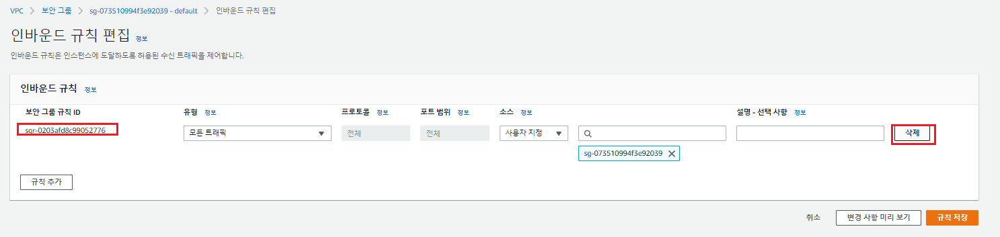 VPC > 보안 그룹 > sg-073510994f3e92039 - default > 인바운드 규칙 편집
인바운드 규칙 편집 정보
인바운드 규칙은 인스턴스에 도달하도록 허용된 수신 트래픽을 제어합니다.
인바운드 규칙 정보
보안 그룹 규칙 ID 유형 정보 프로토콜 정보 포트 범위 정보 소스 정보 설명 - 선택 사항 정보
sgr-0203afd8c99052776 모든 트래픽 전체 전체 사용자 지정 삭제
sg-073510994f3e92039
규칙 추가
취소 변경 사항 미리 보기 규칙 저장